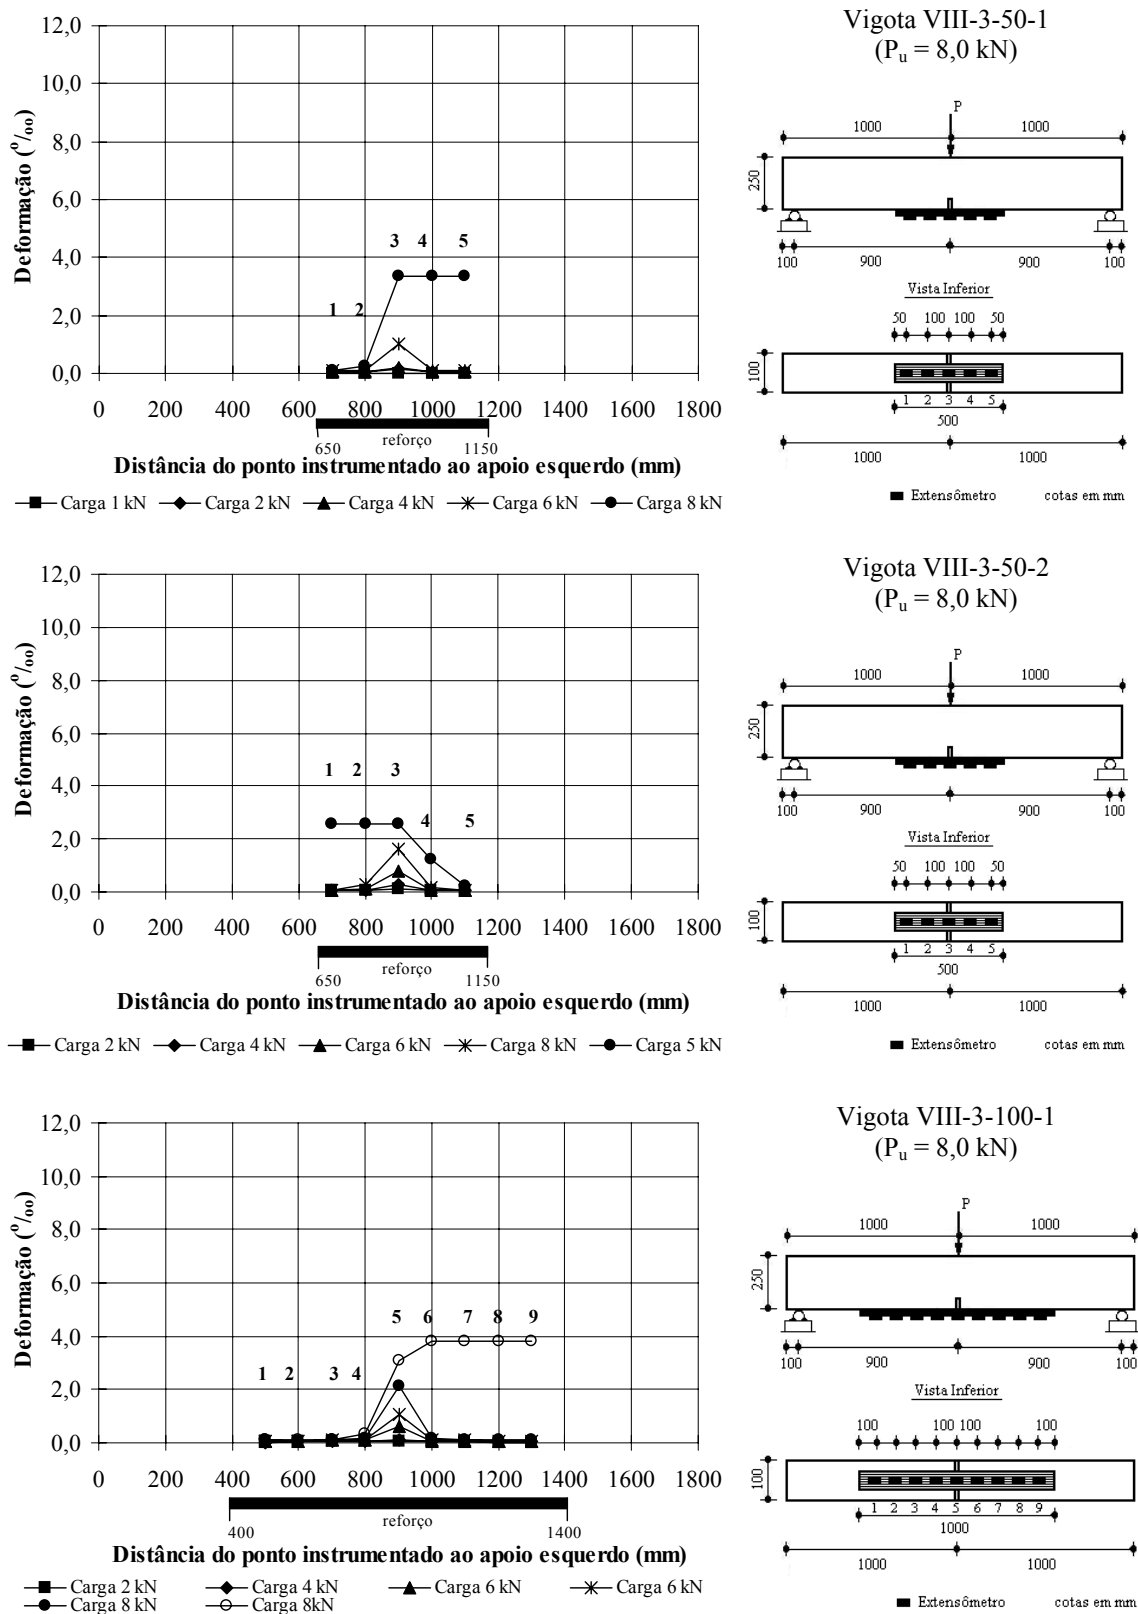 Vigota VIII-3-50-1
(Pu = 8,0 kN)
Deformação (º/ₒₒ)
12,0
10,0
8,0
6,0
4,0
2,0
0,0
1 2 3 4 5
0 200 400 600 800 1000 1200 1400 1600 1800
reforço
650 1150
Distância do ponto instrumentado ao apoio esquerdo (mm)
Carga 1 kN Carga 2 kN Carga 4 kN Carga 6 kN Carga 8 kN
P
1000 1000
250
100 900 900 100
Vista Inferior
50 100 100 50
100
1 2 3 4 5
500
1000 1000
Extensômetro cotas em mm
Vigota VIII-3-50-2
(Pu = 8,0 kN)
Deformação (º/ₒₒ)
12,0
10,0
8,0
6,0
4,0
2,0
0,0
1 2 3 4 5
0 200 400 600 800 1000 1200 1400 1600 1800
reforço
650 1150
Distância do ponto instrumentado ao apoio esquerdo (mm)
Carga 2 kN Carga 4 kN Carga 6 kN Carga 8 kN Carga 5 kN
P
1000 1000
250
100 900 900 100
Vista Inferior
50 100 100 50
100
1 2 3 4 5
500
1000 1000
Extensômetro cotas em mm
Vigota VIII-3-100-1
(Pu = 8,0 kN)
Deformação (º/ₒₒ)
12,0
10,0
8,0
6,0
4,0
2,0
0,0
1 2 3 4 5 6 7 8 9
0 200 400 600 800 1000 1200 1400 1600 1800
reforço
400 1400
Distância do ponto instrumentado ao apoio esquerdo (mm)
Carga 2 kN Carga 4 kN Carga 6 kN Carga 6 kN
Carga 8 kN Carga 8kN
P
1000 1000
250
100 900 900 100
Vista Inferior
100 100 100 100
100
1 2 3 4 5 6 7 8 9
1000
1000 1000
Extensômetro cotas em mm